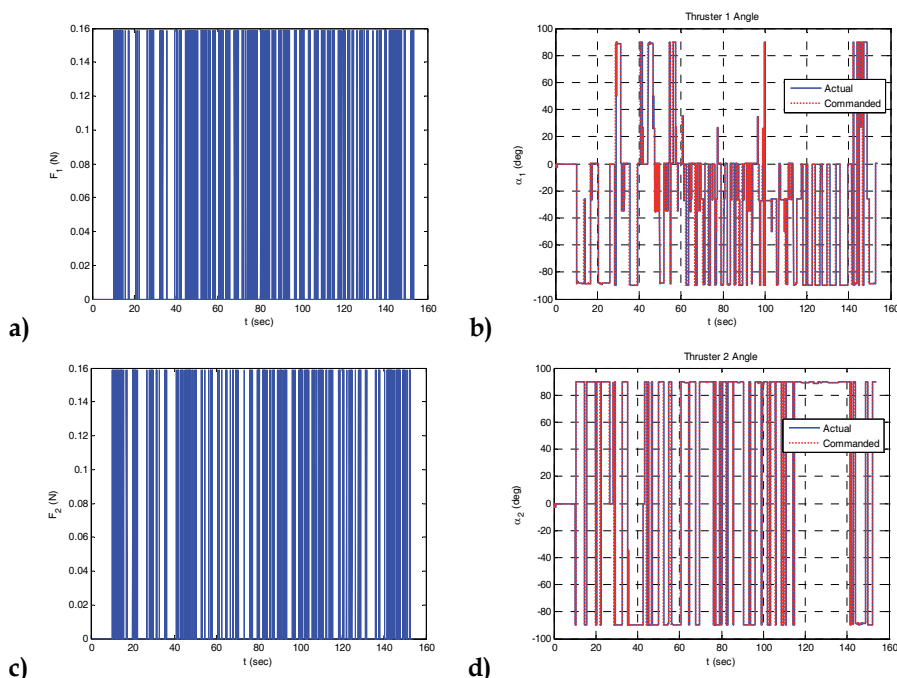 0.16
0.14
0.12
0.1
0.08
0.06
0.04
0.02
0
F1 (N)
0 20 40 60 80 100 120 140 160
t (sec)
a)
Thruster 1 Angle
100
80
60
40
20
0
-20
-40
-60
-80
-100
α1 (deg)
Actual
Commanded
0 20 40 60 80 100 120 140 160
t (sec)
b)
0.16
0.14
0.12
0.1
0.08
0.06
0.04
0.02
0
F2 (N)
0 20 40 60 80 100 120 140 160
t (sec)
c)
Thruster 2 Angle
100
80
60
40
20
0
-20
-40
-60
-80
-100
α2 (deg)
Actual
Commanded
0 20 40 60 80 100 120 140 160
t (sec)
d)